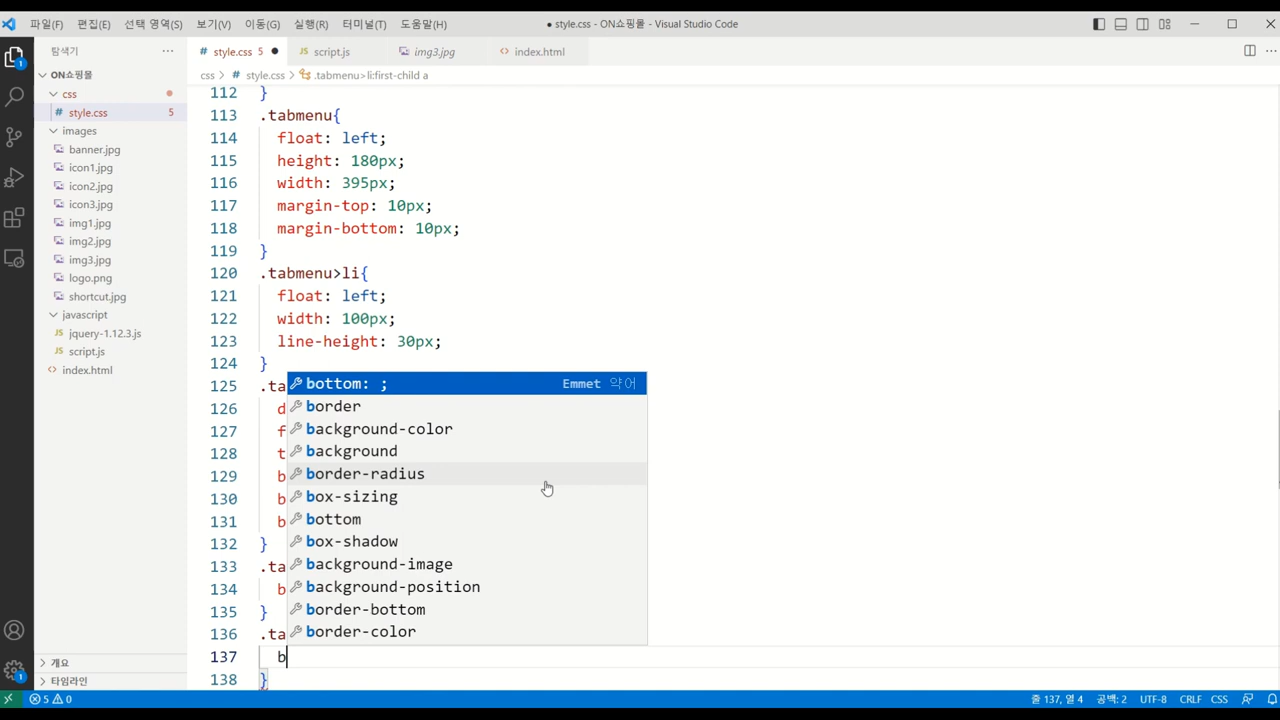 파일(F) 편집(E) 선택 영역(S) 보기(V) 이동(G) 실행(R) 터미널(T) 도움말(H) ● style.css - ON쇼핑몰 - Visual Studio Code
탐색기 ···
# style.css 5 ●
JS script.js
img3.jpg
<> index.html
ON쇼핑몰
css > # style.css > .tabmenu>li:first-child a
css
# style.css 5
images
banner.jpg
icon1.jpg
icon2.jpg
icon3.jpg
img1.jpg
img2.jpg
img3.jpg
logo.png
shortcut.jpg
javascript
JS jquery-1.12.3.js
JS script.js
<> index.html
개요
타임라인
112 }
113 .tabmenu{
114 float: left;
115 height: 180px;
116 width: 395px;
117 margin-top: 10px;
118 margin-bottom: 10px;
119 }
120 .tabmenu>li{
121 float: left;
122 width: 100px;
123 line-height: 30px;
124 }
125 .ta
126 d
127 f
128 t
129 b
130 b
131 b
132 }
133 .ta
134 b
135 }
136 .ta
137 b
138 }
bottom: ; Emmet 약어
border
background-color
background
border-radius
box-sizing
bottom
box-shadow
background-image
background-position
border-bottom
border-color
1
1
5 0 줄 137, 열 4 공백: 2 UTF-8 CRLF CSS